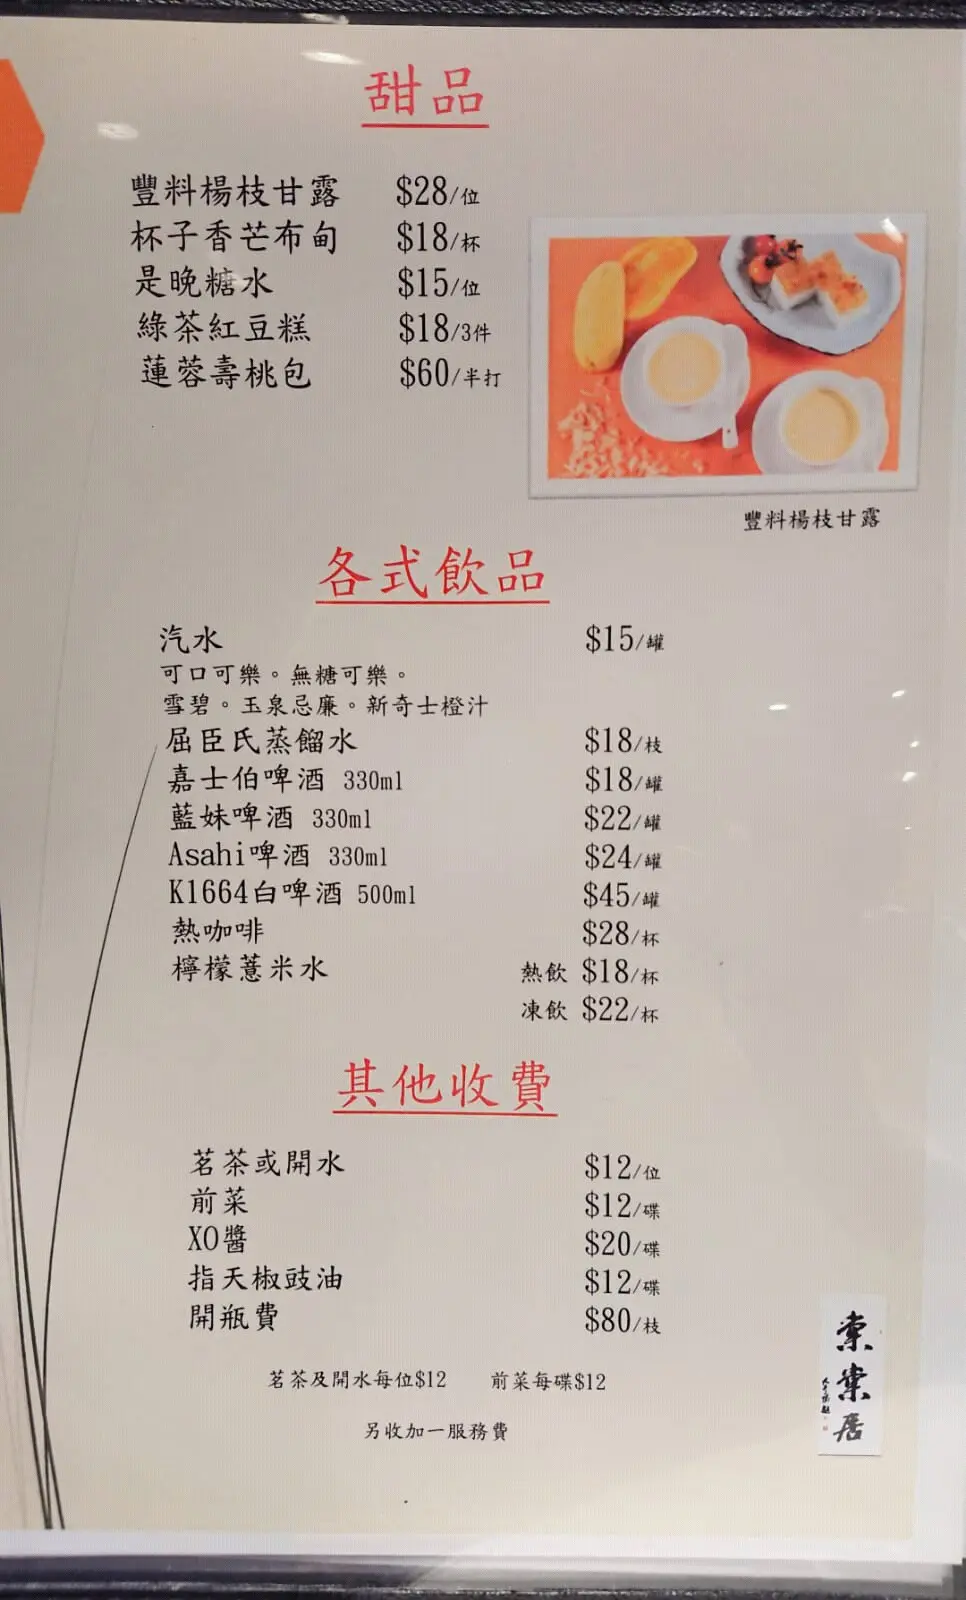 甜品
豐料楊枝甘露 $28/位
杯子香芒布甸 $18/杯
是晚糖水 $15/位
綠茶紅豆糕 $18/3件
蓮蓉壽桃包 $60/半打
豐料楊枝甘露
各式飲品
汽水 $15/罐
可口可樂。無糖可樂。
雪碧。玉泉忌廉。新奇士橙汁
屈臣氏蒸餾水 $18/枝
嘉士伯啤酒 330ml $18/罐
藍妹啤酒 330ml $22/罐
Asahi啤酒 330ml $24/罐
K1664白啤酒 500ml $45/罐
熱咖啡 $28/杯
檸檬薏米水 熱飲 $18/杯
凍飲 $22/杯
其他收費
茗茶或開水 $12/位
前菜 $12/碟
XO醬 $20/碟
指天椒豉油 $12/碟
開瓶費 $80/枝
茗茶及開水每位$12 前菜每碟$12
另收加一服務費